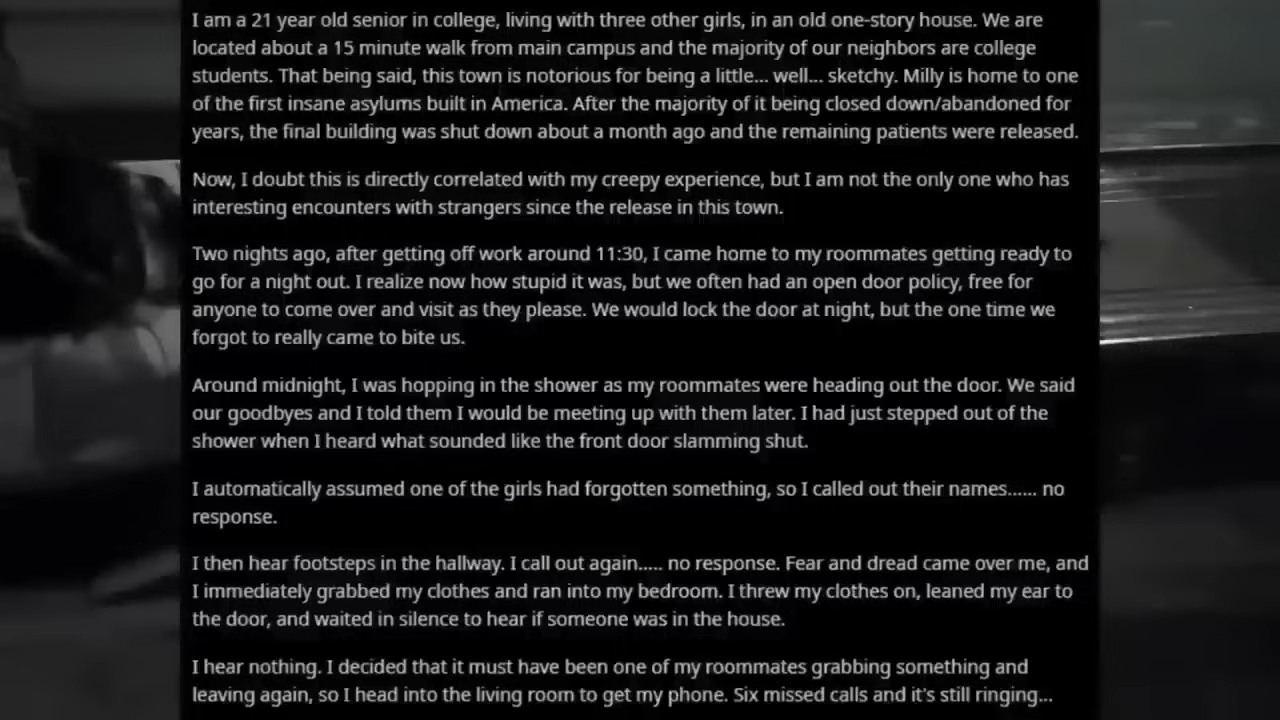 I am a 21 year old senior in college, living with three other girls, in an old one-story house. We are
located about a 15 minute walk from main campus and the majority of our neighbors are college
students. That being said, this town is notorious for being a little... well... sketchy. Milly is home to one
of the first insane asylums built in America. After the majority of it being closed down/abandoned for
years, the final building was shut down about a month ago and the remaining patients were released.
Now, I doubt this is directly correlated with my creepy experience, but I am not the only one who has
interesting encounters with strangers since the release in this town.
Two nights ago, after getting off work around 11:30, I came home to my roommates getting ready to
go for a night out. I realize now how stupid it was, but we often had an open door policy, free for
anyone to come over and visit as they please. We would lock the door at night, but the one time we
forgot to really came to bite us.
Around midnight, I was hopping in the shower as my roommates were heading out the door. We said
our goodbyes and I told them I would be meeting up with them later. I had just stepped out of the
shower when I heard what sounded like the front door slamming shut.
I automatically assumed one of the girls had forgotten something, so I called out their names...... no
response.
I then hear footsteps in the hallway. I call out again..... no response. Fear and dread came over me, and
I immediately grabbed my clothes and ran into my bedroom. I threw my clothes on, leaned my ear to
the door, and waited in silence to hear if someone was in the house.
I hear nothing. I decided that it must have been one of my roommates grabbing something and
leaving again, so I head into the living room to get my phone. Six missed calls and it's still ringing...